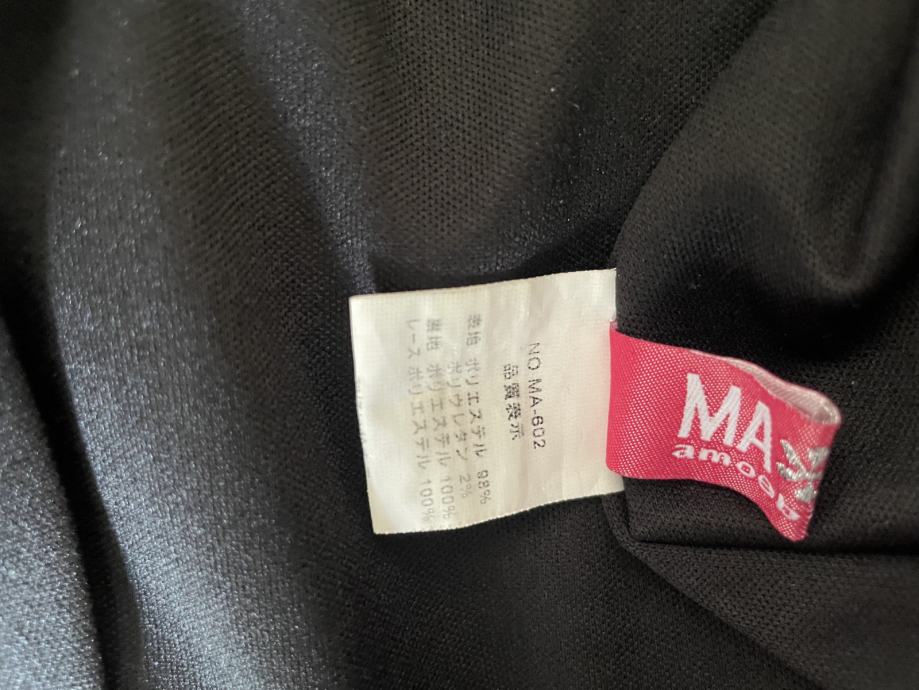 NO.MA-602
品質表示
表地 ポリエステル 98%
ポリウレタン 2%
裏地 ポリエステル 100%
レース ポリエステル 100%
MA
amoeba